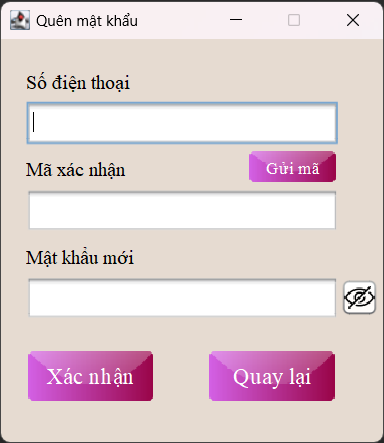 Quên mật khẩu
Số điện thoại
Mã xác nhận
Gửi mã
Mật khẩu mới
Xác nhận
Quay lại